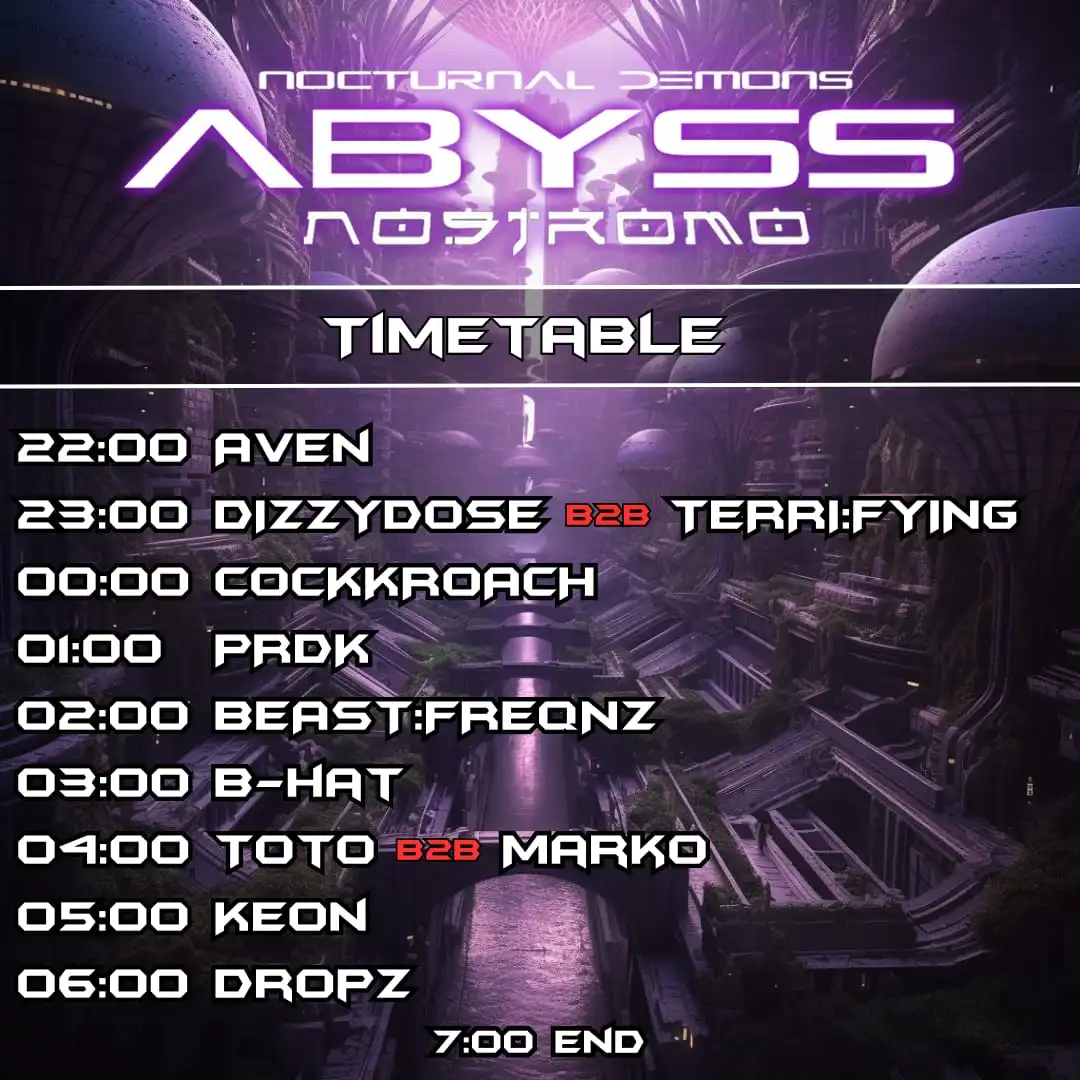 NOCTURNAL DEMONS
ABYSS
NOSTROMO
TIMETABLE
22:00 AVEN
23:00 DIZZYDOSE B2B TERRI:FYING
00:00 COCKKROACH
01:00 PRDK
02:00 BEAST:FREQNZ
03:00 B-HAT
04:00 TOTO B2B MARKO
05:00 KEON
06:00 DROPZ
7:00 END